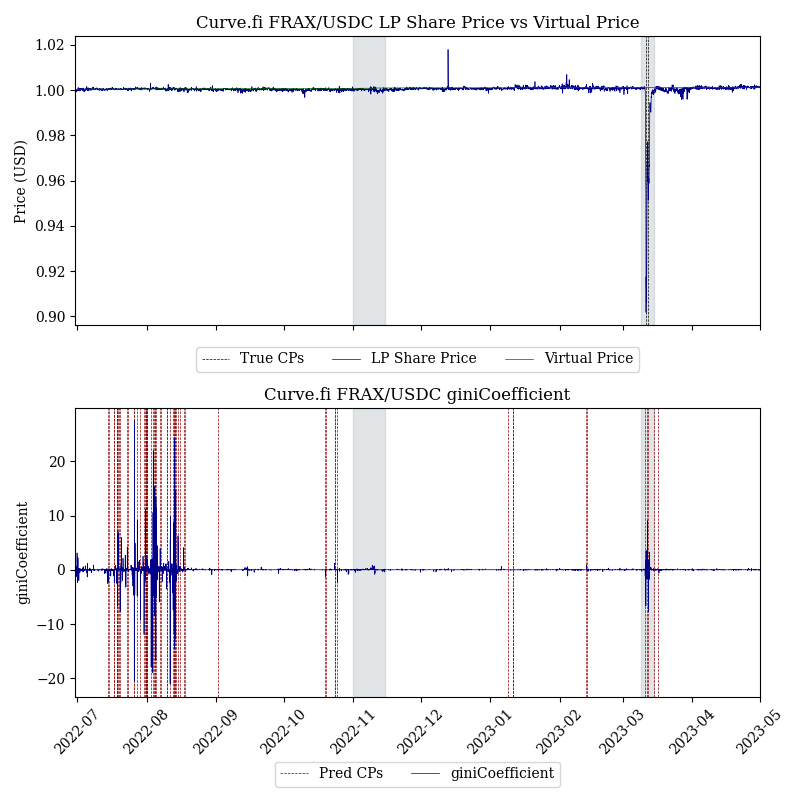 Curve.fi FRAX/USDC LP Share Price vs Virtual Price
1.02
1.00
0.98
0.96
0.94
0.92
0.90
Price (USD)
True CPs LP Share Price Virtual Price
Curve.fi FRAX/USDC giniCoefficient
20
10
0
−10
−20
giniCoefficient
2022-07 2022-08 2022-09 2022-10 2022-11 2022-12 2023-01 2023-02 2023-03 2023-04 2023-05
Pred CPs giniCoefficient